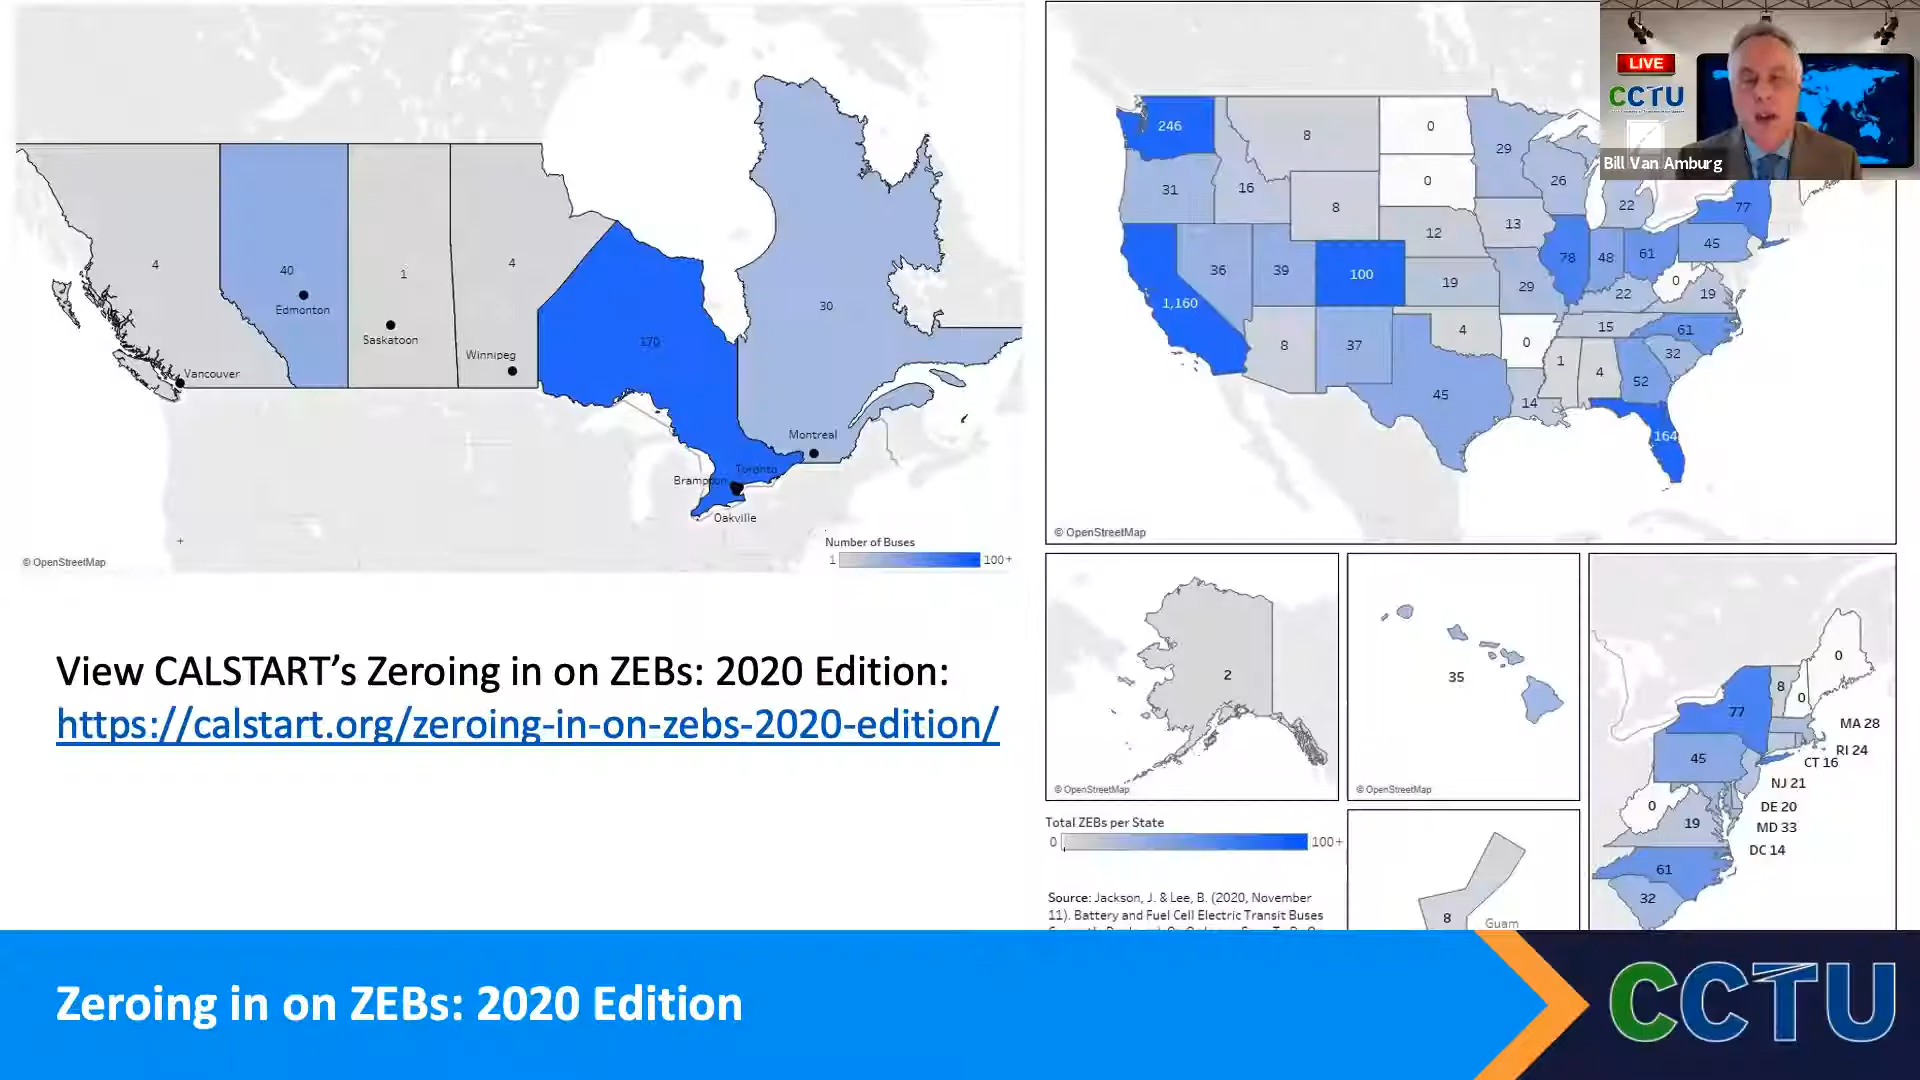 4
40
Edmonton
1
Saskatoon
4
Winnipeg
Vancouver
170
30
Montreal
Toronto
Brampton
Oakville
Number of Buses
1
100+
© OpenStreetMap
View CALSTART’s Zeroing in on ZEBs: 2020 Edition:
https://calstart.org/zeroing-in-on-zebs-2020-edition/
246
8
0
29
31
16
8
0
26
22
77
12
13
1,160
36
39
100
19
29
78
48
61
45
0
19
22
8
37
4
0
15
61
32
1
4
52
45
14
164
© OpenStreetMap
LIVE
CCTU
Bill Van Amburg
2
© OpenStreetMap
35
© OpenStreetMap
0
8
0
77
MA 28
RI 24
CT 16
45
NJ 21
DE 20
0
19
MD 33
DC 14
61
32
Total ZEBs per State
0
100+
Source: Jackson, J. & Lee, B. (2020, November
11). Battery and Fuel Cell Electric Transit Buses
8
Guam
Zeroing in on ZEBs: 2020 Edition
CCTU